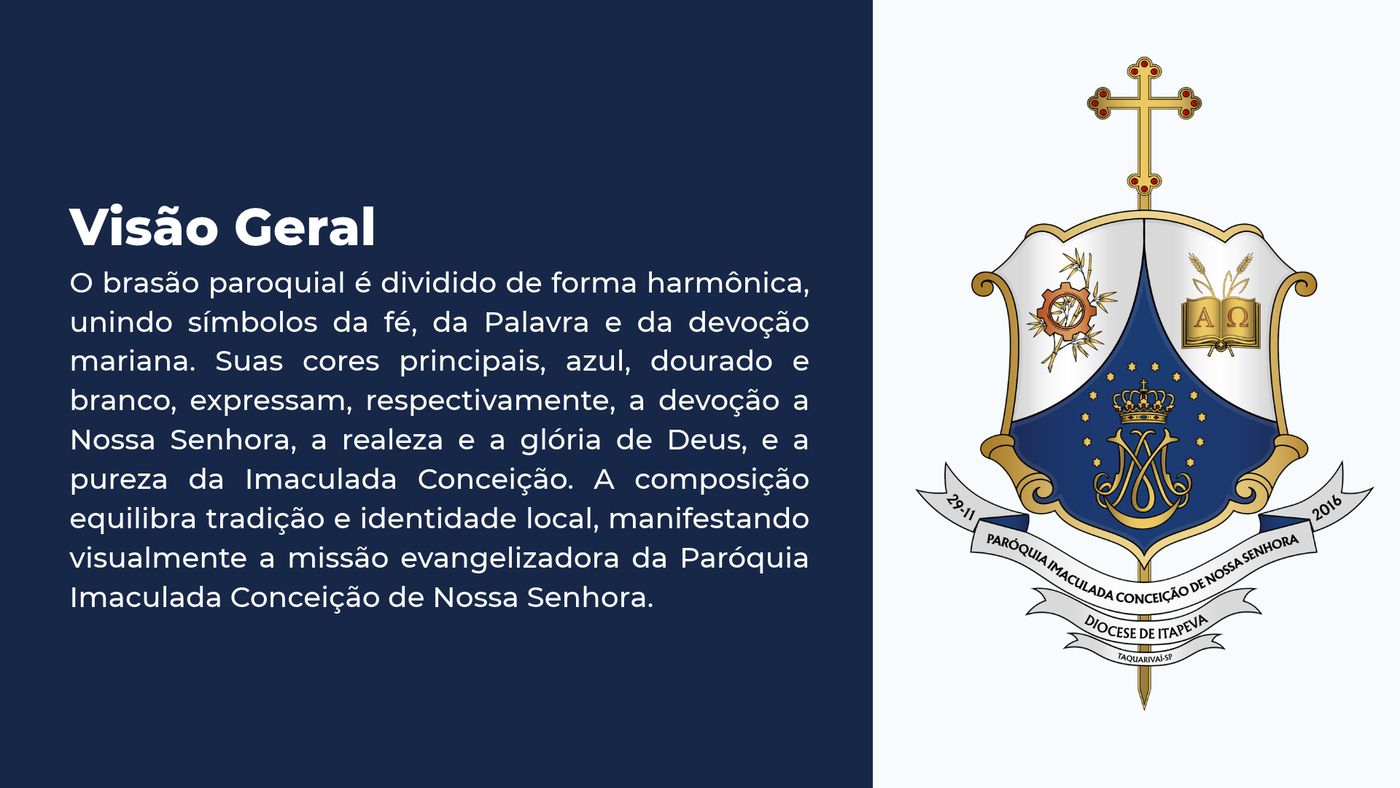 Visão Geral
O brasão paroquial é dividido de forma harmônica,
unindo símbolos da fé, da Palavra e da devoção
mariana. Suas cores principais, azul, dourado e
branco, expressam, respectivamente, a devoção a
Nossa Senhora, a realeza e a glória de Deus, e a
pureza da Imaculada Conceição. A composição
equilibra tradição e identidade local, manifestando
visualmente a missão evangelizadora da Paróquia
Imaculada Conceição de Nossa Senhora.
Α Ω
29-11
2016
PARÓQUIA IMACULADA CONCEIÇÃO DE NOSSA SENHORA
DIOCESE DE ITAPEVA
TAQUARIVAÍ-SP